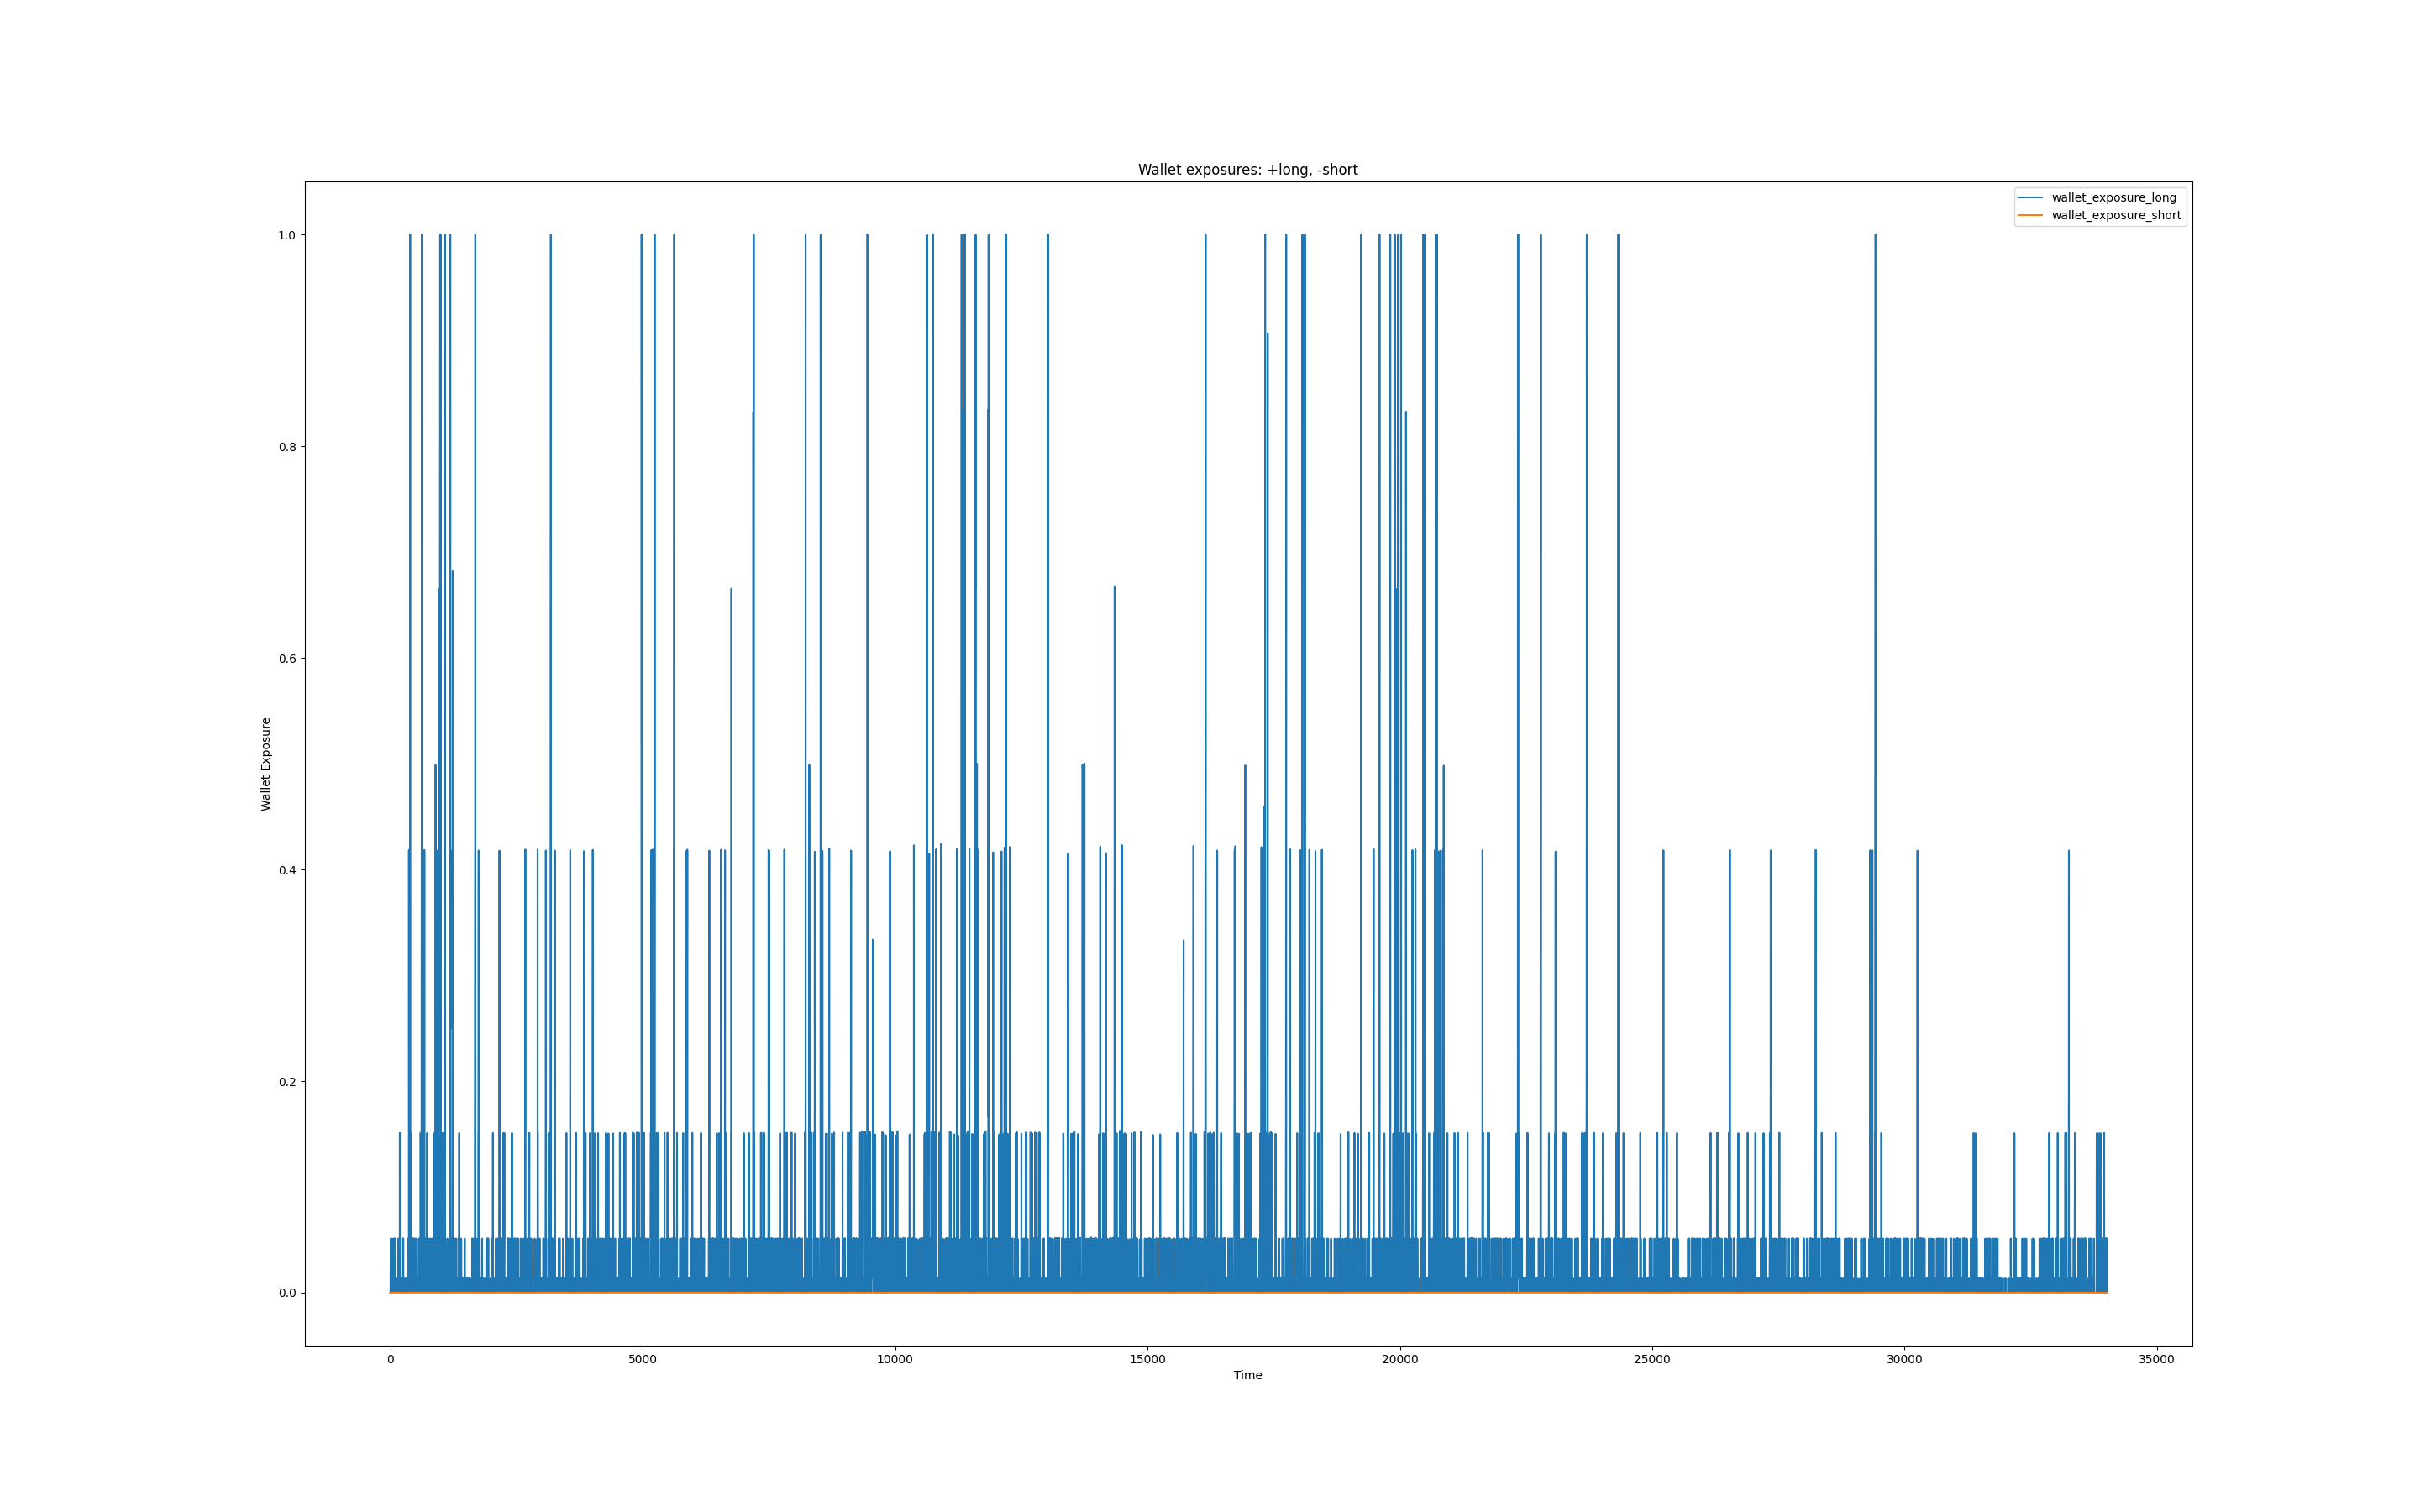 Wallet exposures: +long, -short
wallet_exposure_long
wallet_exposure_short
1.0
0.8
0.6
0.4
0.2
0.0
Wallet Exposure
0 5000 10000 15000 20000 25000 30000 35000
Time